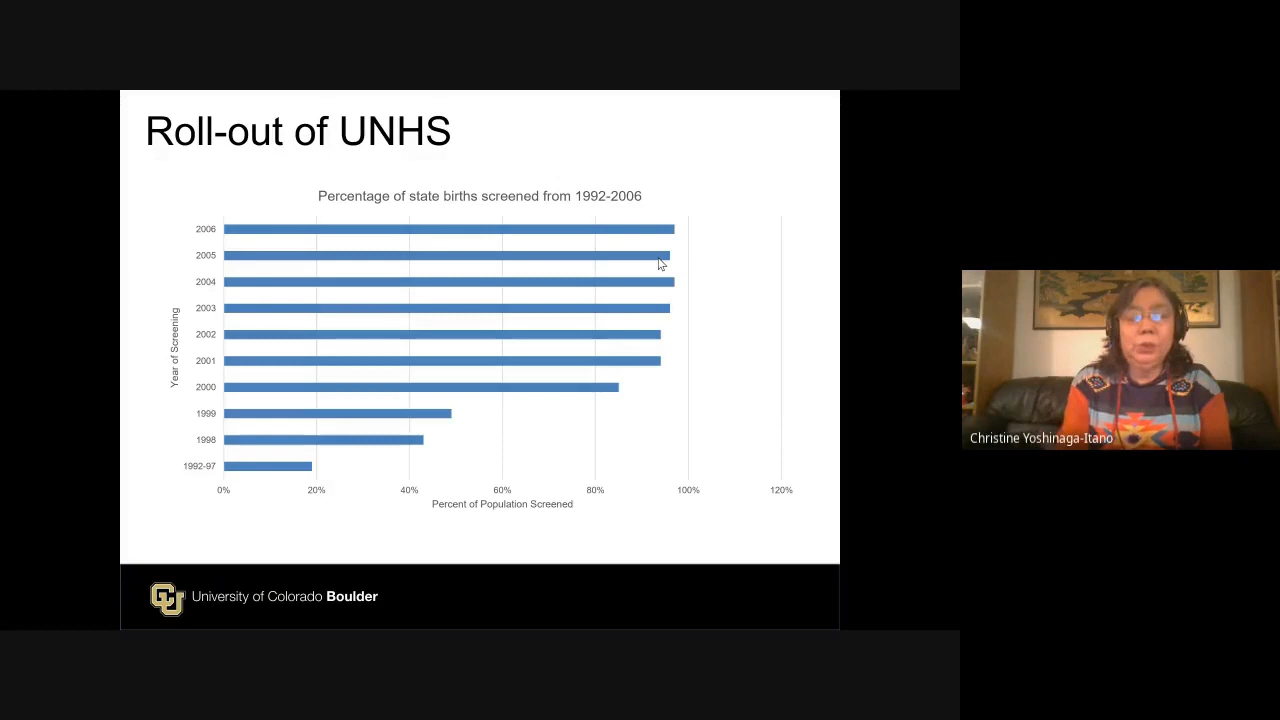 Roll-out of UNHS
Percentage of state births screened from 1992-2006
2006
2005
2004
2003
2002
2001
2000
1999
1998
1992-97
Year of Screening
0% 20% 40% 60% 80% 100% 120%
Percent of Population Screened
CU University of Colorado Boulder
Christine Yoshinaga-Itano